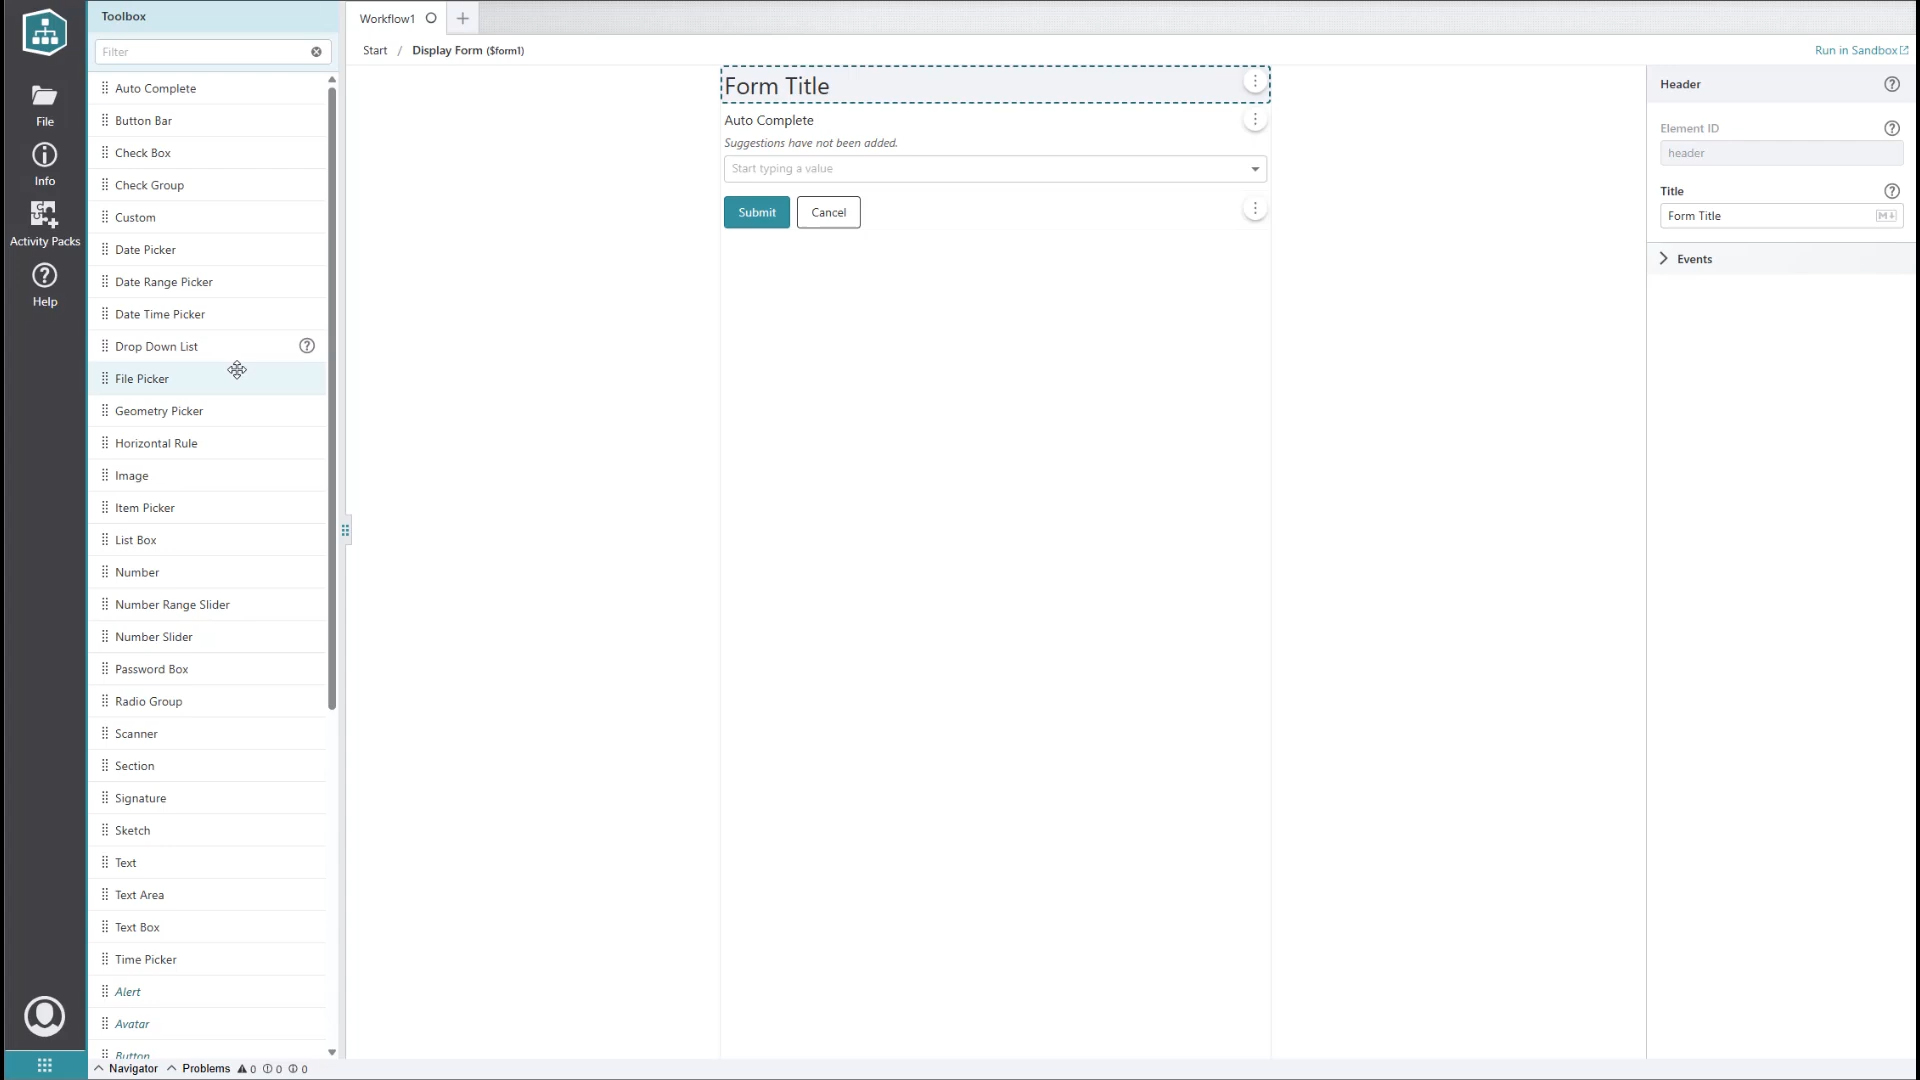 Toolbox
Workflow1
Filter
Start / Display Form ($form1)
Run in Sandbox
File
Info
Activity Packs
Help
Auto Complete
Button Bar
Check Box
Check Group
Custom
Date Picker
Date Range Picker
Date Time Picker
Drop Down List
File Picker
Geometry Picker
Horizontal Rule
Image
Item Picker
List Box
Number
Number Range Slider
Number Slider
Password Box
Radio Group
Scanner
Section
Signature
Sketch
Text
Text Area
Text Box
Time Picker
Alert
Avatar
Button
Form Title
Auto Complete
Suggestions have not been added.
Start typing a value
Submit Cancel
Header
Element ID
header
Title
Form Title
Events
Navigator Problems 0 0 0